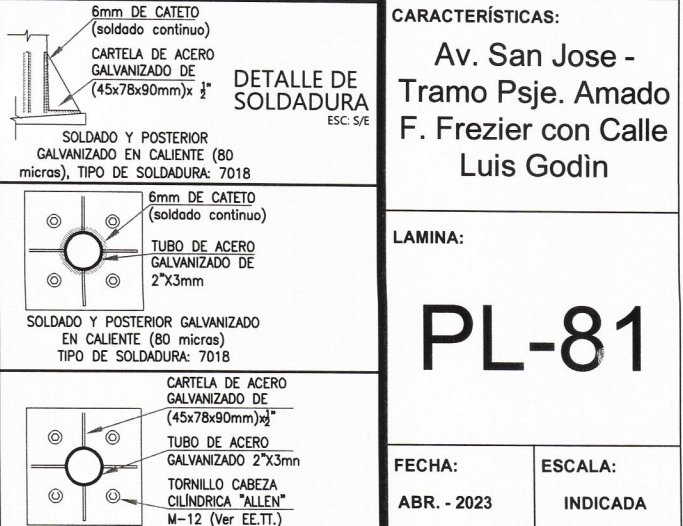 6mm DE CATETO
(soldado continuo)
CARTELA DE ACERO
GALVANIZADO DE
(45x78x90mm)x ½"
DETALLE DE
SOLDADURA
ESC: S/E
SOLDADO Y POSTERIOR
GALVANIZADO EN CALIENTE (80
micras), TIPO DE SOLDADURA: 7018
6mm DE CATETO
(soldado continuo)
TUBO DE ACERO
GALVANIZADO DE
2"X3mm
SOLDADO Y POSTERIOR GALVANIZADO
EN CALIENTE (80 micras)
TIPO DE SOLDADURA: 7018
CARTELA DE ACERO
GALVANIZADO DE
(45x78x90mm)x½"
TUBO DE ACERO
GALVANIZADO 2"X3mn
TORNILLO CABEZA
CILÍNDRICA "ALLEN"
M-12 (Ver EE.TT.)
CARACTERÍSTICAS:
Av. San Jose -
Tramo Psje. Amado
F. Frezier con Calle
Luis Godìn
LAMINA:
PL-81
FECHA:
ABR. - 2023
ESCALA:
INDICADA